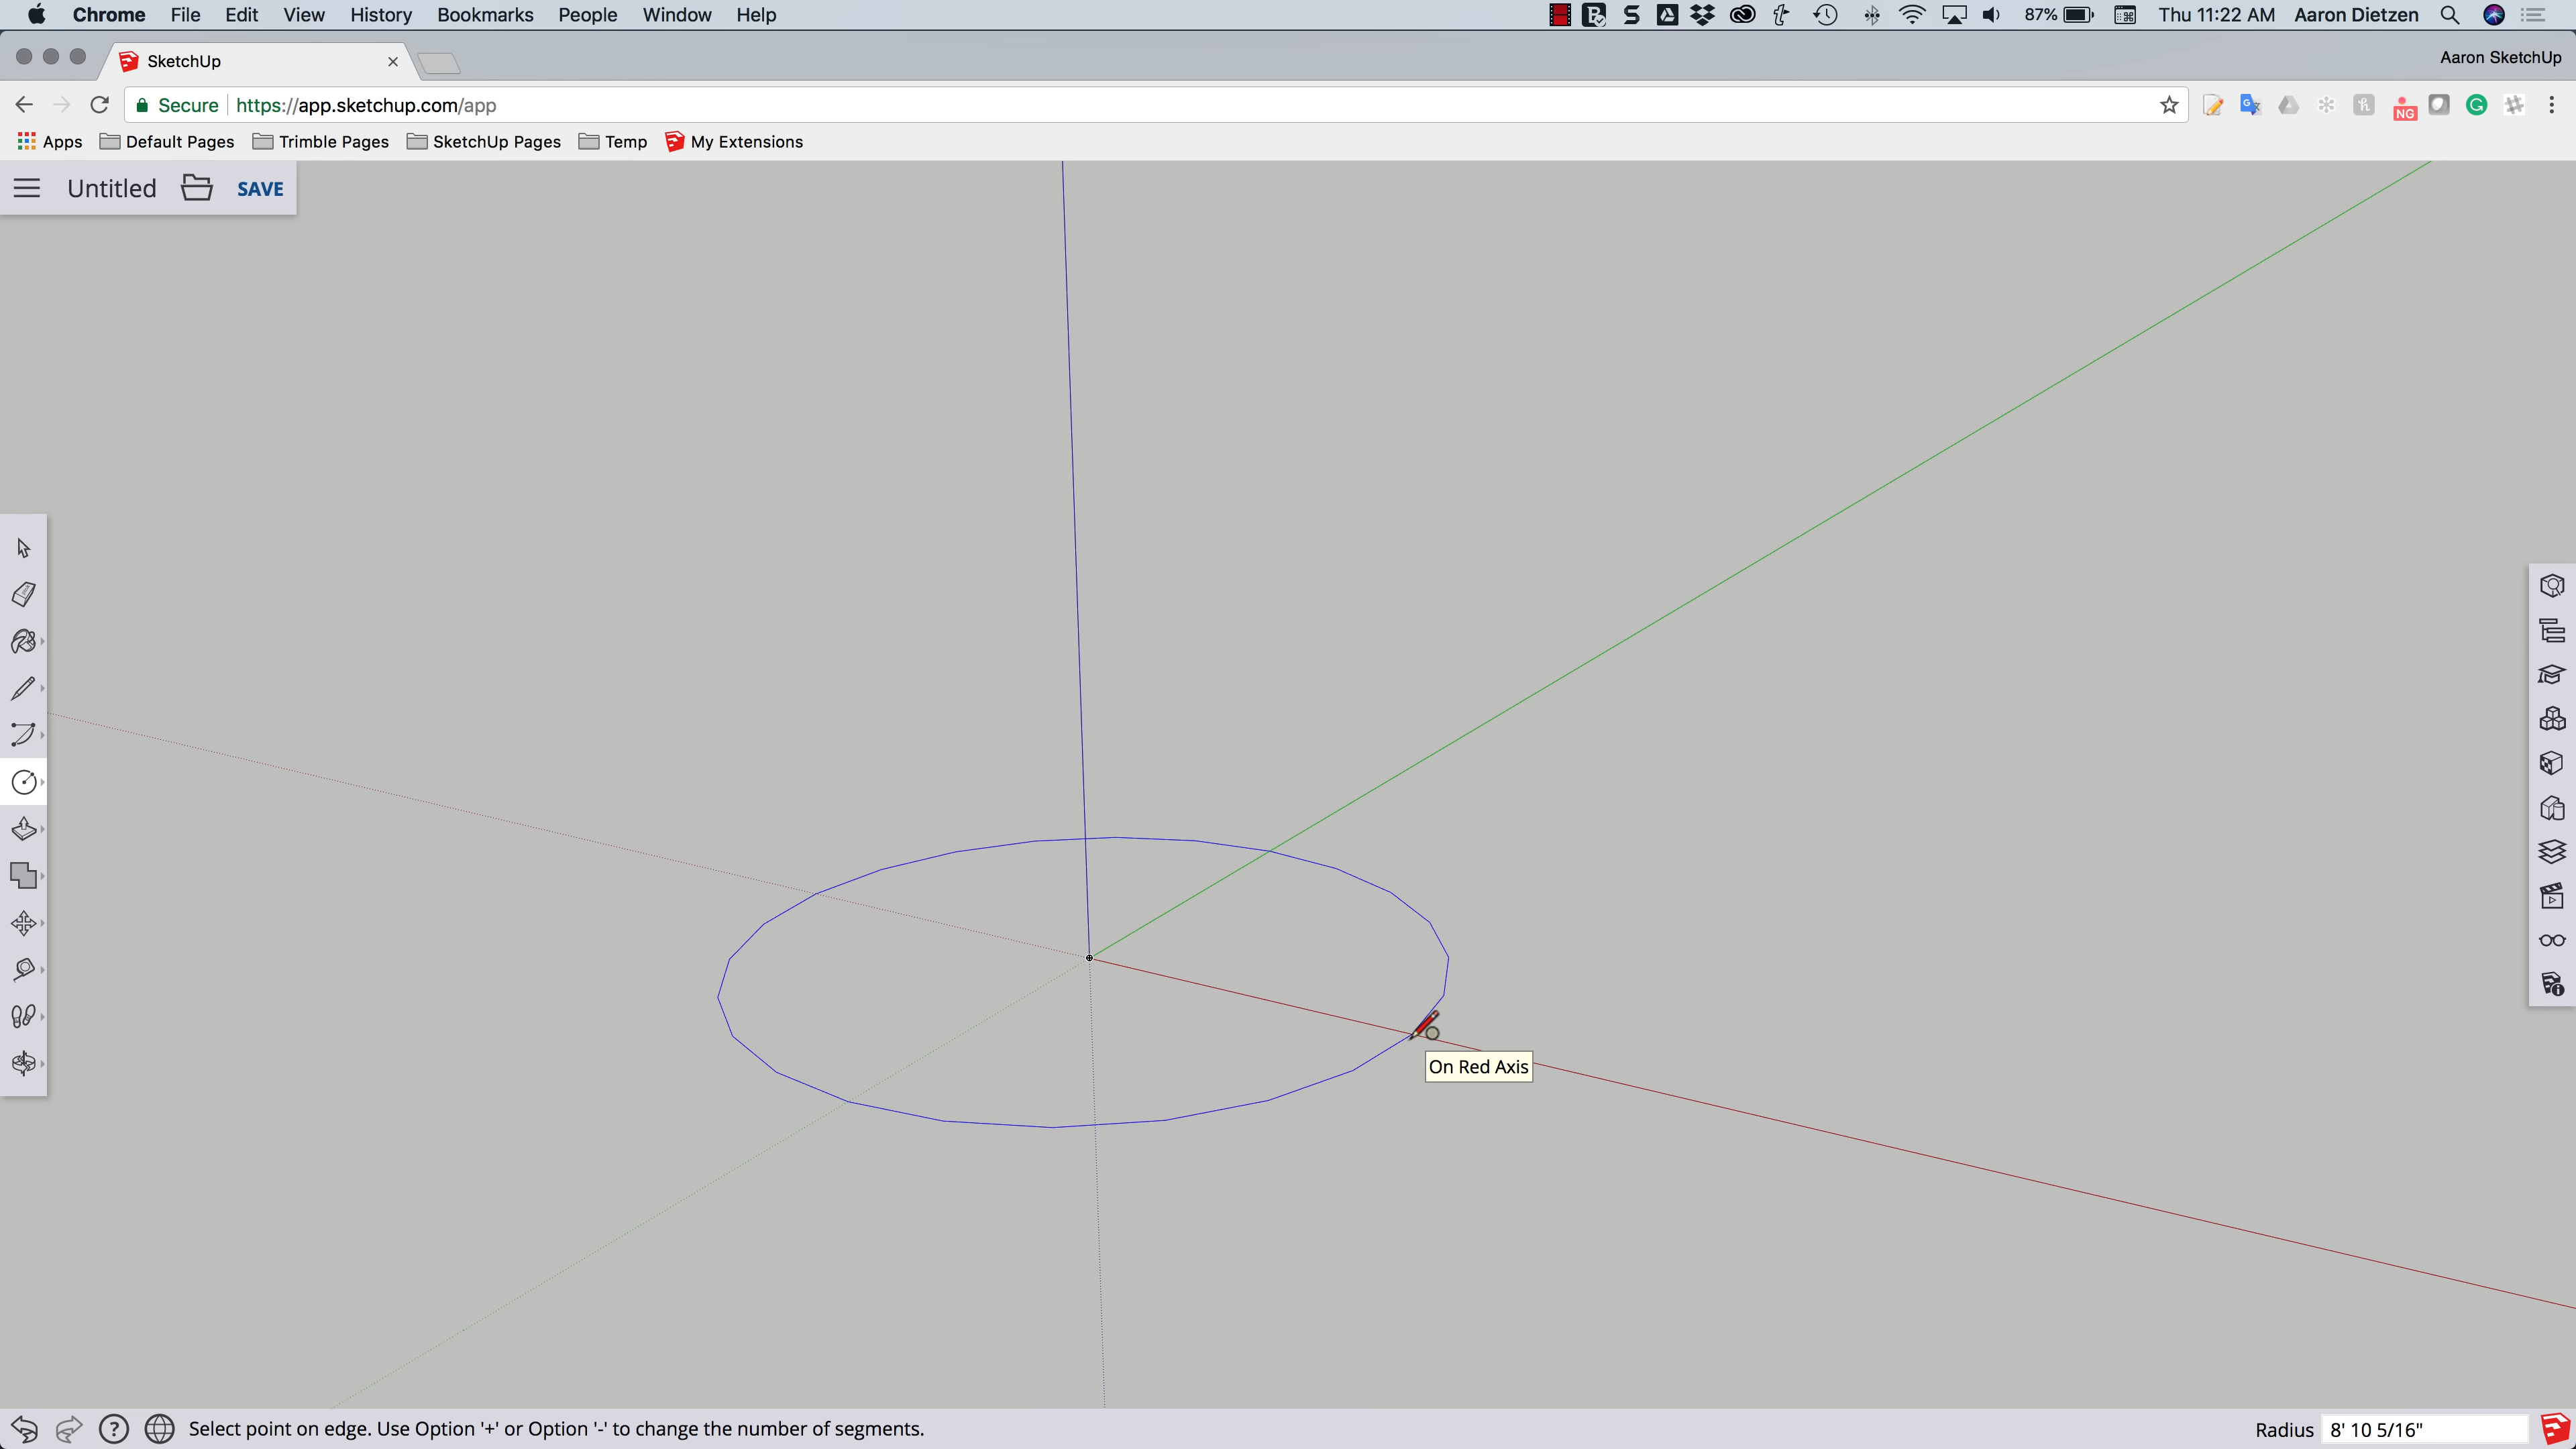 Chrome File Edit View History Bookmarks People Window Help 87% Thu 11:22 AM Aaron Dietzen
SketchUp Aaron SketchUp
Secure https://app.sketchup.com/app NG
Apps Default Pages Trimble Pages SketchUp Pages Temp My Extensions
Untitled SAVE
On Red Axis
Select point on edge. Use Option '+' or Option '-' to change the number of segments. Radius 8' 10 5/16"